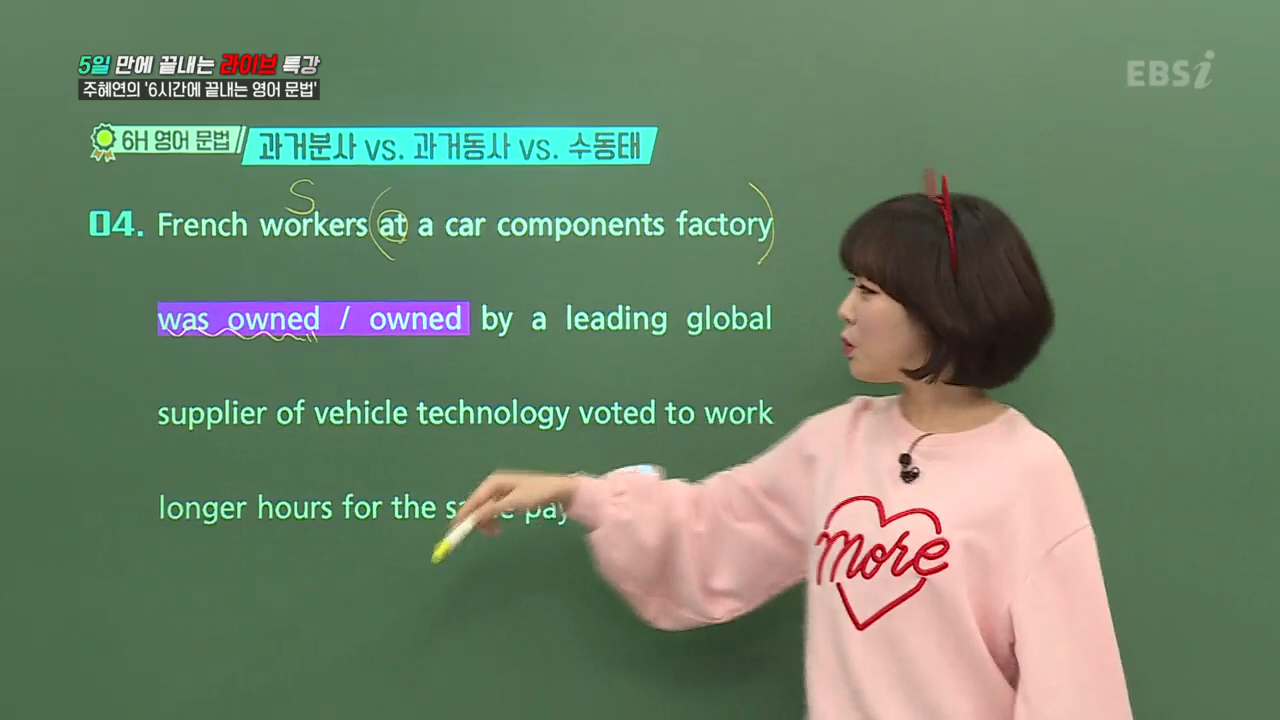 5일 만에 끝내는 라이브 특강
주혜연의 '6시간에 끝내는 영어 문법'
EBSi
6H 영어 문법 과거분사 vs. 과거동사 vs. 수동태
S
04. French workers (at a car components factory)
was owned / owned by a leading global
supplier of vehicle technology voted to work
longer hours for the
more